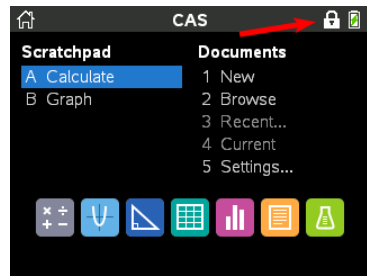 CAS
Scratchpad
A Calculate
B Graph
Documents
1 New
2 Browse
3 Recent...
4 Current
5 Settings...